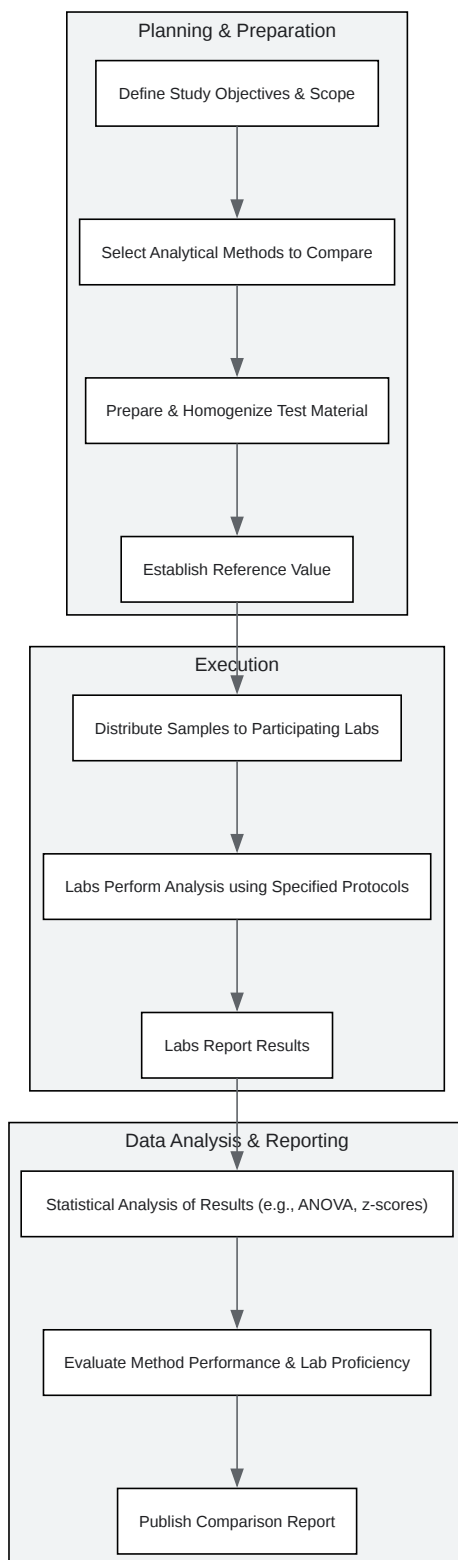 Planning & Preparation
Define Study Objectives & Scope
Select Analytical Methods to Compare
Prepare & Homogenize Test Material
Establish Reference Value
Execution
Distribute Samples to Participating Labs
Labs Perform Analysis using Specified Protocols
Labs Report Results
Data Analysis & Reporting
Statistical Analysis of Results (e.g., ANOVA, z-scores)
Evaluate Method Performance & Lab Proficiency
Publish Comparison Report